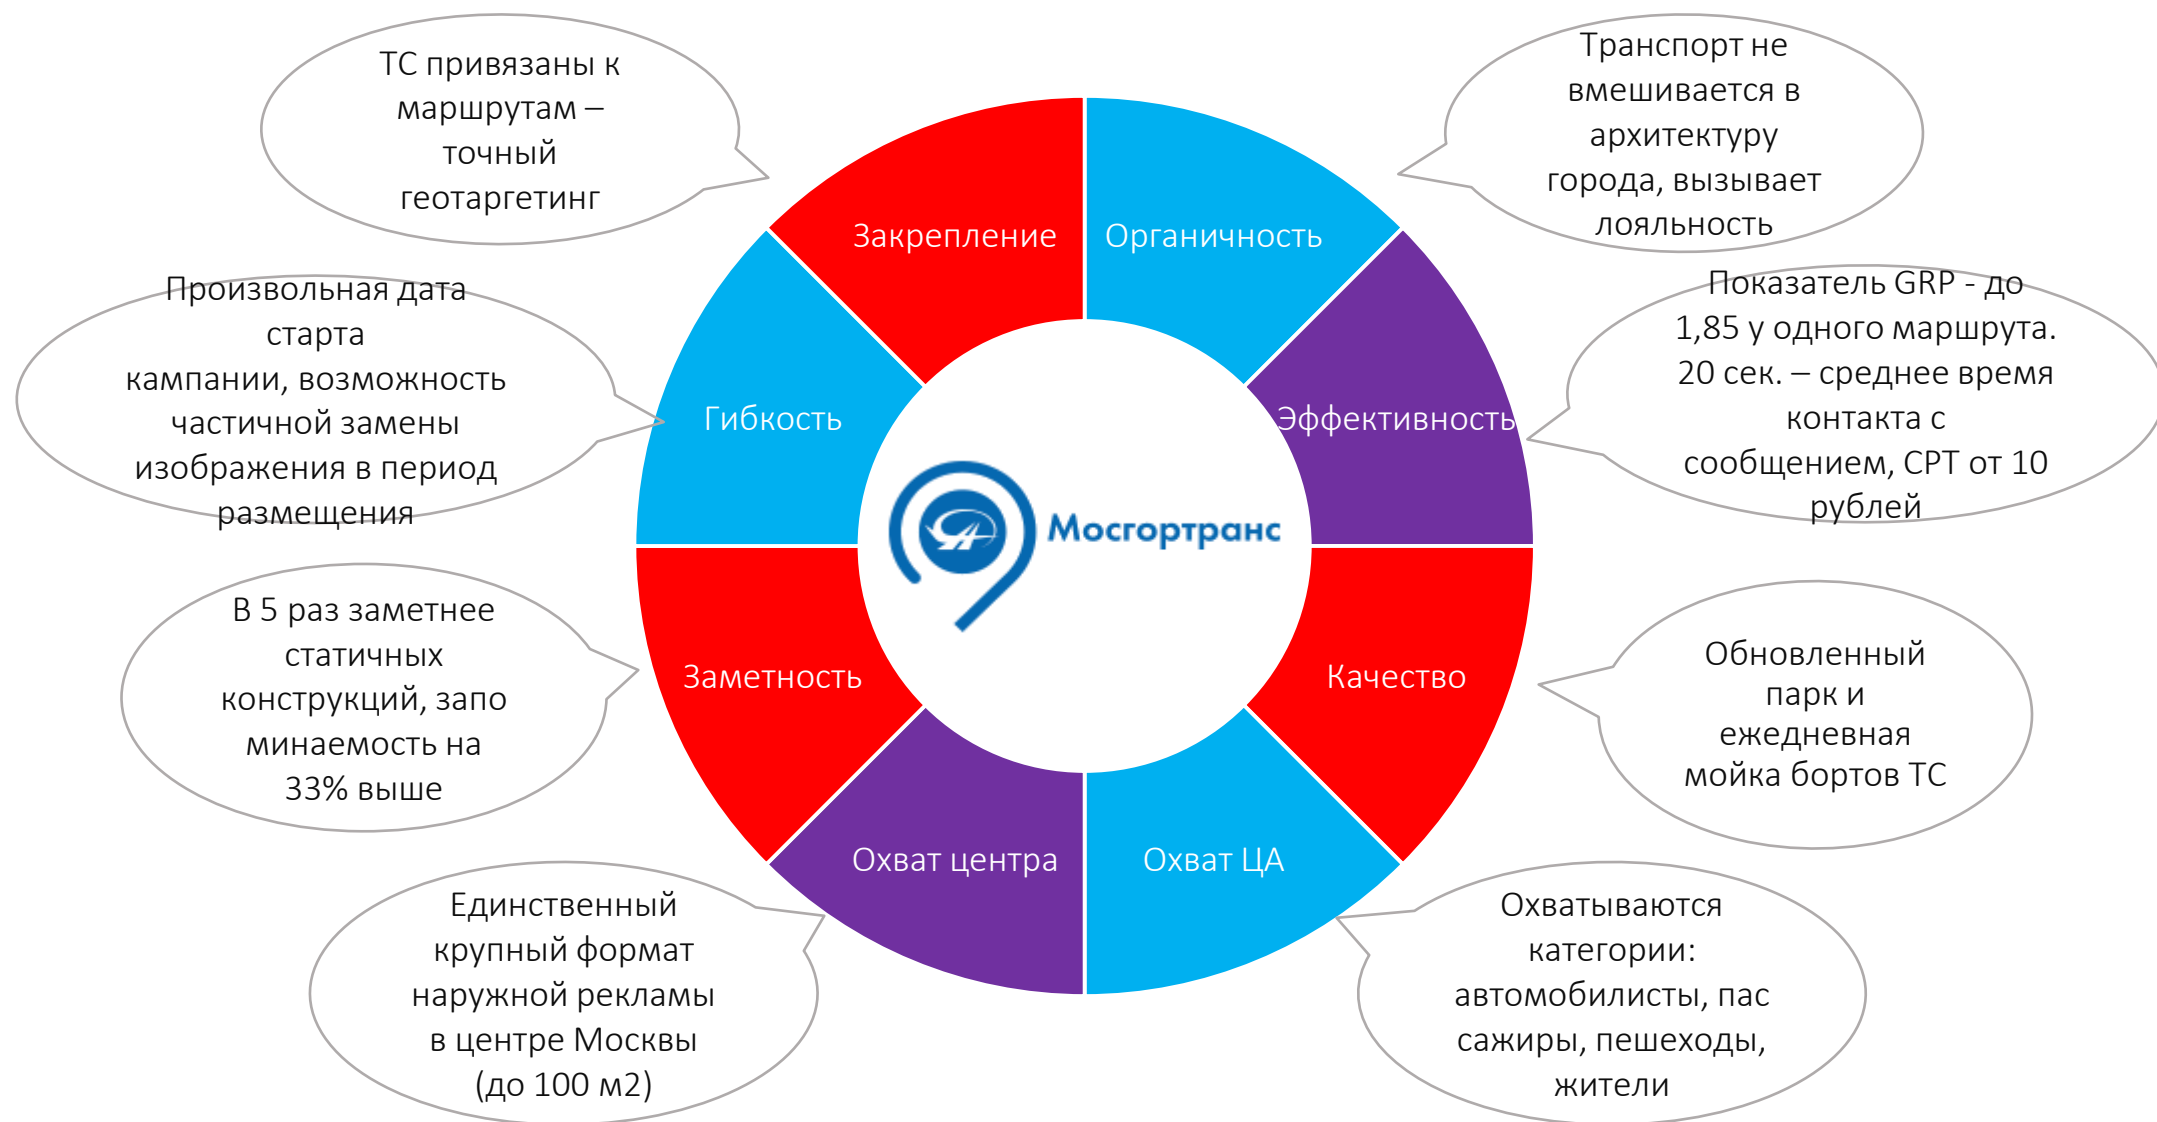 ТС привязаны к
маршрутам –
точный
геотаргетинг
Транспорт не
вмешивается в
архитектуру
города, вызывает
лояльность
Закрепление
Органичность
Произвольная дата
старта
кампании, возможность
частичной замены
изображения в период
размещения
Показатель GRP - до
1,85 у одного маршрута.
20 сек. – среднее время
контакта с
сообщением, CPT от 10
рублей
Гибкость
Эффективность
Мосгортранс
В 5 раз заметнее
статичных
конструкций, запо
минаемость на
33% выше
Заметность
Качество
Обновленный
парк и
ежедневная
мойка бортов ТС
Охват центра
Охват ЦА
Единственный
крупный формат
наружной рекламы
в центре Москвы
(до 100 м2)
Охватываются
категории:
автомобилисты, пас
сажиры, пешеходы,
жители